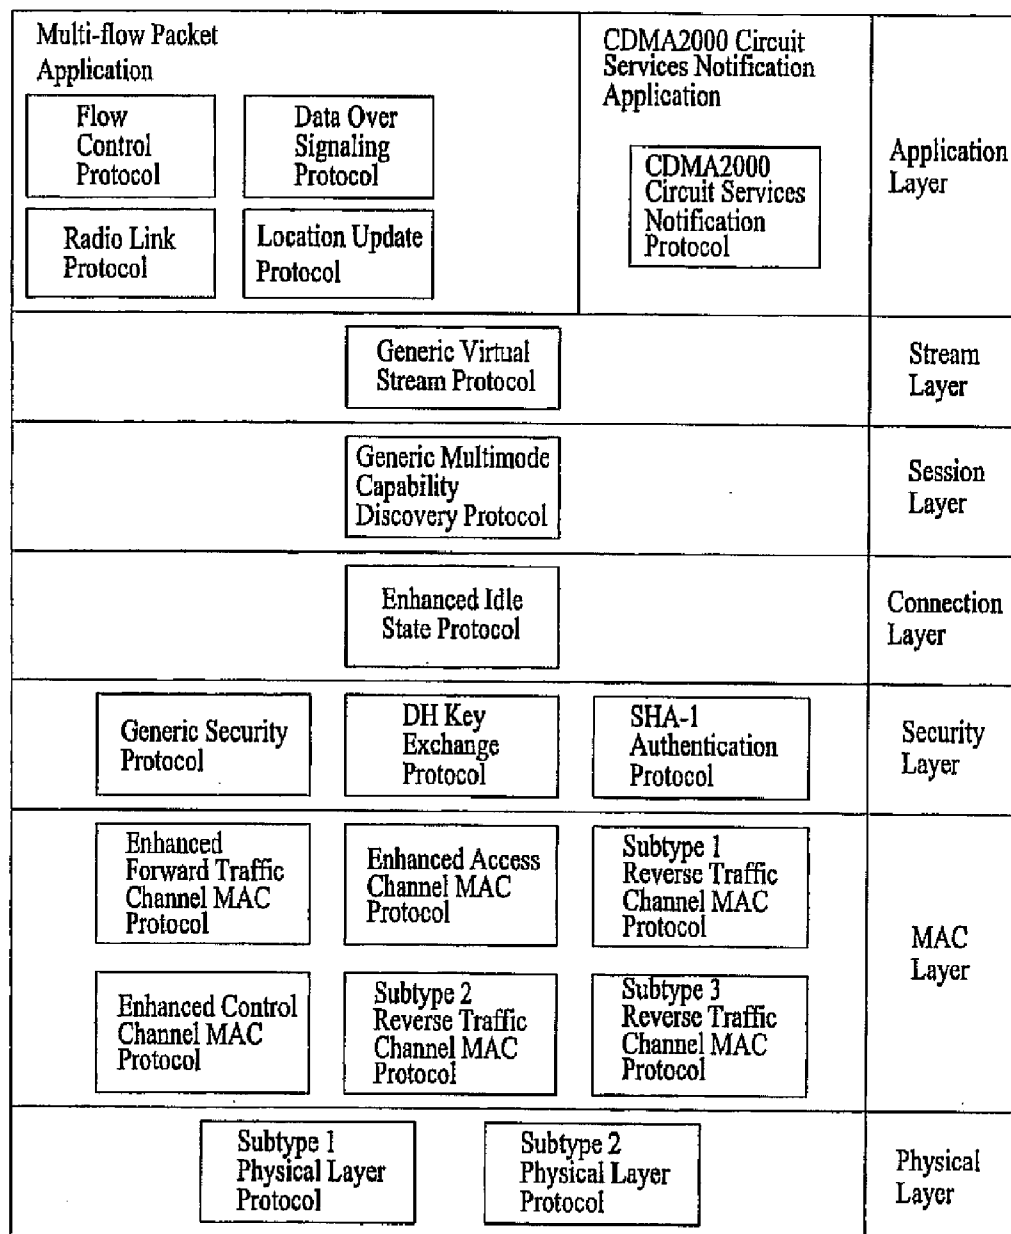 Multi-flow Packet
Application
Flow
Control
Protocol
Data Over
Signaling
Protocol
Radio Link
Protocol
Location Update
Protocol
CDMA2000 Circuit
Services Notification
Application
CDMA2000
Circuit Services
Notification
Protocol
Application
Layer
Generic Virtual
Stream Protocol
Stream
Layer
Generic Multimode
Capability
Discovery Protocol
Session
Layer
Enhanced Idle
State Protocol
Connection
Layer
Generic Security
Protocol
DH Key
Exchange
Protocol
SHA-1
Authentication
Protocol
Security
Layer
Enhanced
Forward Traffic
Channel MAC
Protocol
Enhanced Access
Channel MAC
Protocol
Subtype 1
Reverse Traffic
Channel MAC
Protocol
Enhanced Control
Channel MAC
Protocol
Subtype 2
Reverse Traffic
Channel MAC
Protocol
Subtype 3
Reverse Traffic
Channel MAC
Protocol
MAC
Layer
Subtype 1
Physical Layer
Protocol
Subtype 2
Physical Layer
Protocol
Physical
Layer